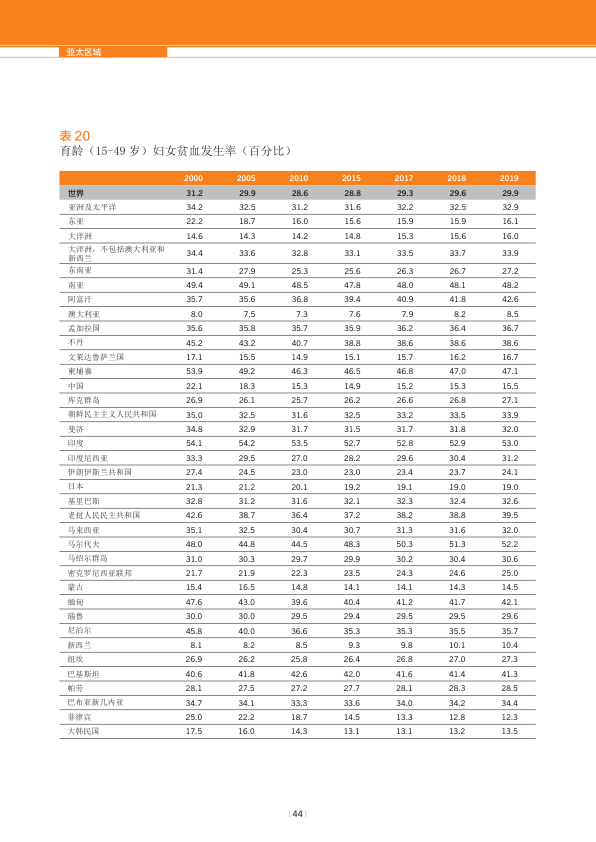 亚太区域
表 20
育龄（15-49 岁）妇女贫血发生率（百分比）
2000 2005 2010 2015 2017 2018 2019
世界 31.2 29.9 28.6 28.8 29.3 29.6 29.9
亚洲及太平洋 34.2 32.5 31.2 31.6 32.2 32.5 32.9
东亚 22.2 18.7 16.0 15.6 15.9 15.9 16.1
大洋洲 14.6 14.3 14.2 14.8 15.3 15.6 16.0
大洋洲，不包括澳大利亚和
新西兰 34.4 33.6 32.8 33.1 33.5 33.7 33.9
东南亚 31.4 27.9 25.3 25.6 26.3 26.7 27.2
南亚 49.4 49.1 48.5 47.8 48.0 48.1 48.2
阿富汗 35.7 35.6 36.8 39.4 40.9 41.8 42.6
澳大利亚 8.0 7.5 7.3 7.6 7.9 8.2 8.5
孟加拉国 35.6 35.8 35.7 35.9 36.2 36.4 36.7
不丹 45.2 43.2 40.7 38.8 38.6 38.6 38.6
文莱达鲁萨兰国 17.1 15.5 14.9 15.1 15.7 16.2 16.7
柬埔寨 53.9 49.2 46.3 46.5 46.8 47.0 47.1
中国 22.1 18.3 15.3 14.9 15.2 15.3 15.5
库克群岛 26.9 26.1 25.7 26.2 26.6 26.8 27.1
朝鲜民主主义人民共和国 35.0 32.5 31.6 32.5 33.2 33.5 33.9
斐济 34.8 32.9 31.7 31.5 31.7 31.8 32.0
印度 54.1 54.2 53.5 52.7 52.8 52.9 53.0
印度尼西亚 33.3 29.5 27.0 28.2 29.6 30.4 31.2
伊朗伊斯兰共和国 27.4 24.5 23.0 23.0 23.4 23.7 24.1
日本 21.3 21.2 20.1 19.2 19.1 19.0 19.0
基里巴斯 32.8 31.2 31.6 32.1 32.3 32.4 32.6
老挝人民民主共和国 42.6 38.7 36.4 37.2 38.2 38.8 39.5
马来西亚 35.1 32.5 30.4 30.7 31.3 31.6 32.0
马尔代夫 48.0 44.8 44.5 48.3 50.3 51.3 52.2
马绍尔群岛 31.0 30.3 29.7 29.9 30.2 30.4 30.6
密克罗尼西亚联邦 21.7 21.9 22.3 23.5 24.3 24.6 25.0
蒙古 15.4 16.5 14.8 14.1 14.1 14.3 14.5
缅甸 47.6 43.0 39.6 40.4 41.2 41.7 42.1
瑙鲁 30.0 30.0 29.5 29.4 29.5 29.5 29.6
尼泊尔 45.8 40.0 36.6 35.3 35.3 35.5 35.7
新西兰 8.1 8.2 8.5 9.3 9.8 10.1 10.4
纽埃 26.9 26.2 25.8 26.4 26.8 27.0 27.3
巴基斯坦 40.6 41.8 42.6 42.0 41.6 41.4 41.3
帕劳 28.1 27.5 27.2 27.7 28.1 28.3 28.5
巴布亚新几内亚 34.7 34.1 33.3 33.6 34.0 34.2 34.4
菲律宾 25.0 22.2 18.7 14.5 13.3 12.8 12.3
大韩民国 17.5 16.0 14.3 13.1 13.1 13.2 13.5
| 44 |